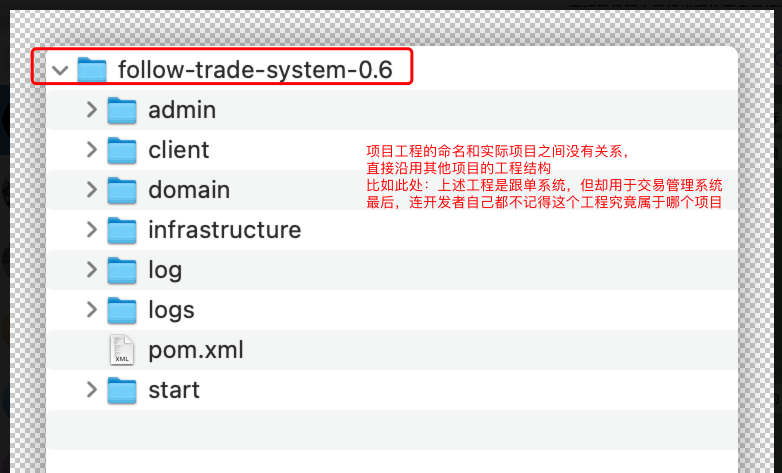 follow-trade-system-0.6
admin
client
项目工程的命名和实际项目之间没有关系，
直接沿用其他项目的工程结构
domain
比如此处：上述工程是跟单系统，但却用于交易管理系统
最后，连开发者自己都不记得这个工程究竟属于哪个项目
infrastructure
log
logs
XML
pom.xml
start